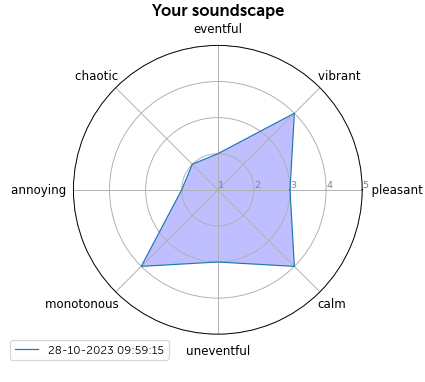 Your soundscape
eventful
chaotic
vibrant
annoying
1
2
3
4
5
pleasant
monotonous
calm
uneventful
28-10-2023 09:59:15